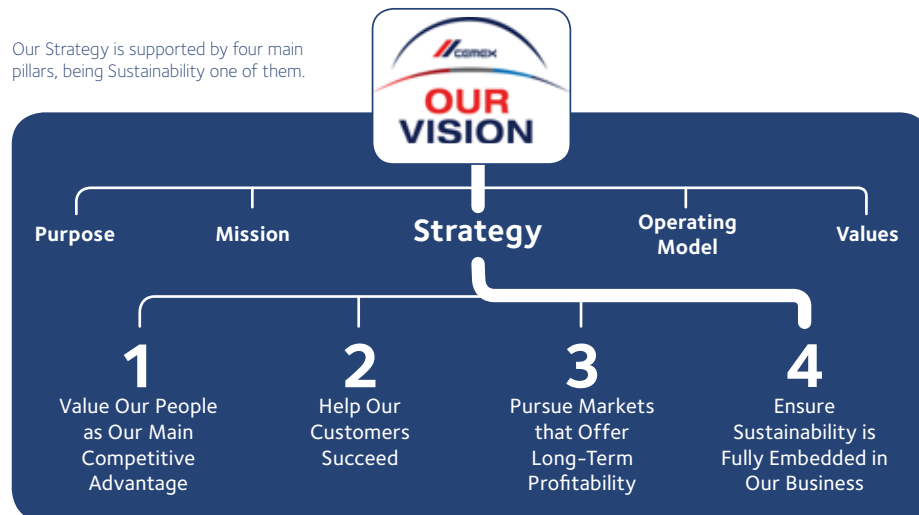 Our Strategy is supported by four main
pillars, being Sustainability one of them.
CEMEX
OUR
VISION
Purpose
Mission
Strategy
Operating
Model
Values
1
Value Our People
as Our Main
Competitive
Advantage
2
Help Our
Customers
Succeed
3
Pursue Markets
that Offer
Long-Term
Profitability
4
Ensure
Sustainability is
Fully Embedded in
Our Business